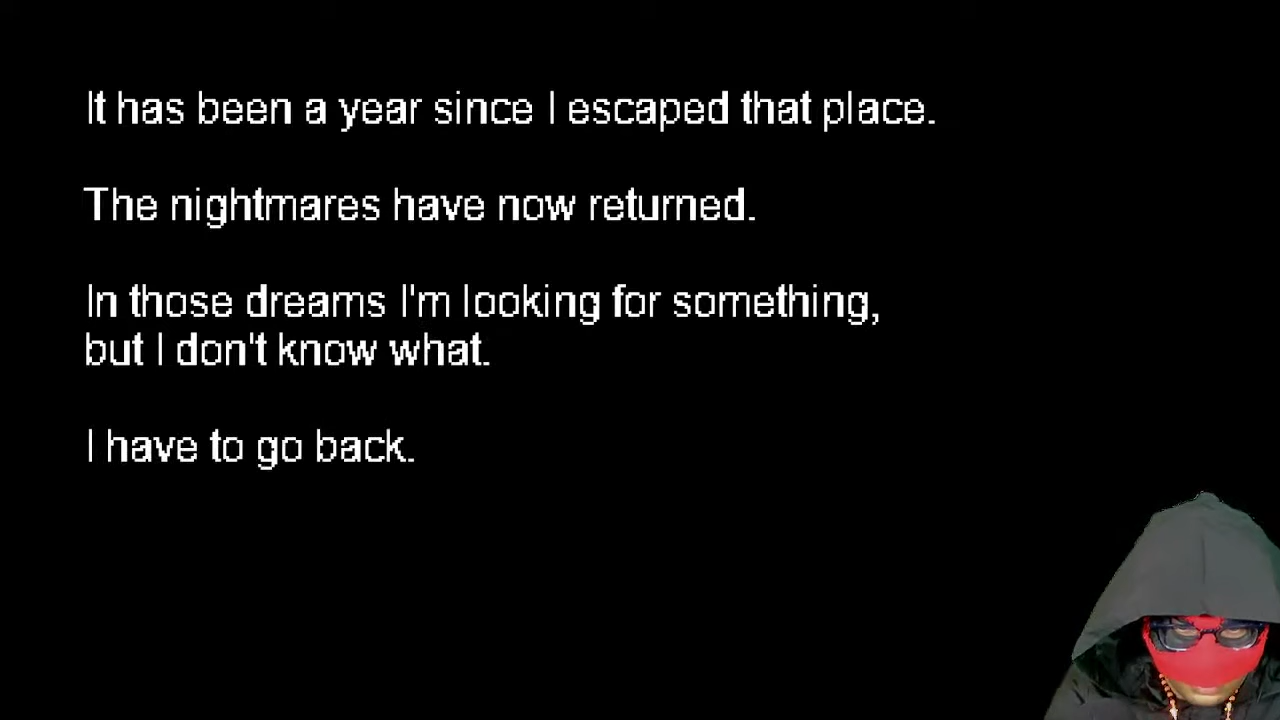 It has been a year since I escaped that place.
The nightmares have now returned.
In those dreams I'm looking for something,
but I don't know what.
I have to go back.